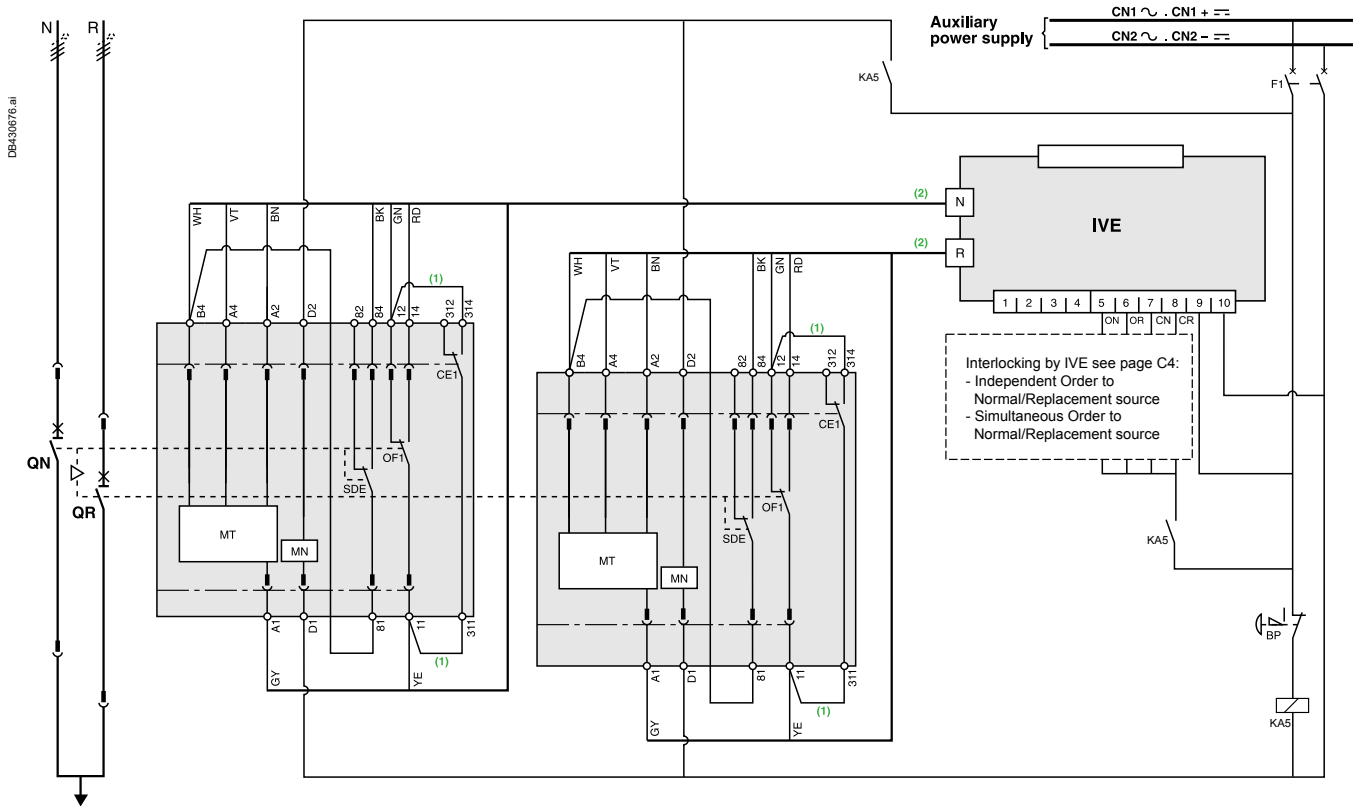 DB430676.ai
N
R
Auxiliary
power supply
CN1 ∿ . CN1 + ⎓
CN2 ∿ . CN2 – ⎓
KA5
F1
(2)
N
(2)
R
IVE
1 2 3 4 5 6 7 8 9 10
ON OR CN CR
Interlocking by IVE see page C4:
- Independent Order to
Normal/Replacement source
- Simultaneous Order to
Normal/Replacement source
WH VT BN BK GN RD
(1)
B4 A4 A2 D2 82 84 12 14 312 314
CE1
OF1
SDE
MT
MN
A1 D1 81 11 311
(1)
GY YE
WH VT BN BK GN RD
(1)
B4 A4 A2 D2 82 84 12 14 312 314
CE1
OF1
SDE
MT
MN
A1 D1 81 11 311
(1)
GY YE
QN
QR
KA5
BP
KA5